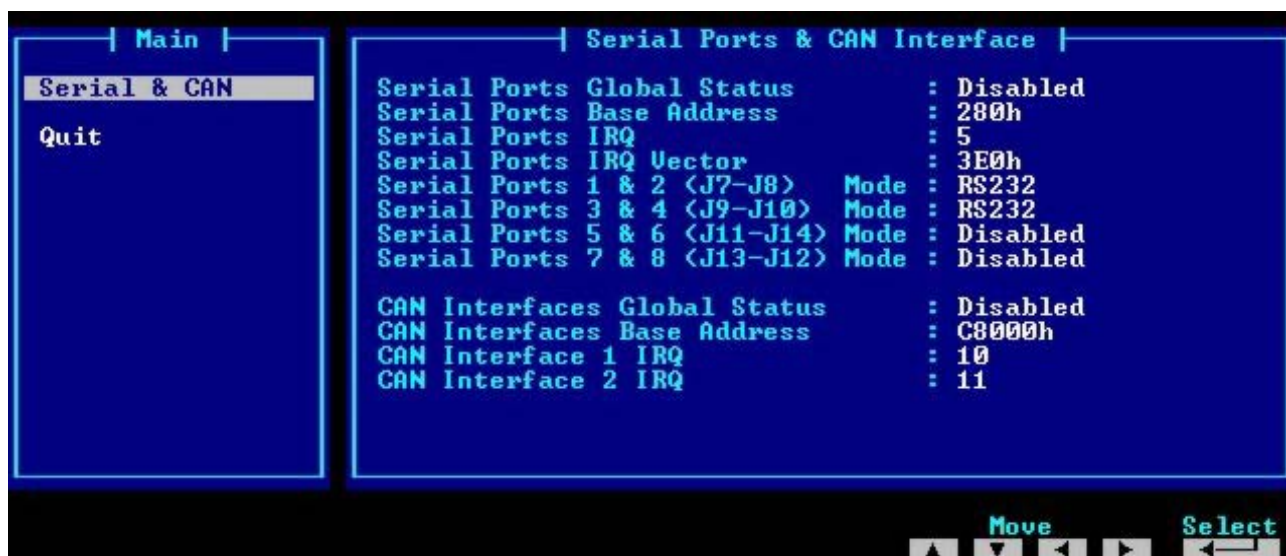 Main
Serial & CAN
Quit
Serial Ports & CAN Interface
Serial Ports Global Status : Disabled
Serial Ports Base Address : 280h
Serial Ports IRQ : 5
Serial Ports IRQ Vector : 3E0h
Serial Ports 1 & 2 (J7-J8) Mode : RS232
Serial Ports 3 & 4 (J9-J10) Mode : RS232
Serial Ports 5 & 6 (J11-J14) Mode : Disabled
Serial Ports 7 & 8 (J13-J12) Mode : Disabled
CAN Interfaces Global Status : Disabled
CAN Interfaces Base Address : C8000h
CAN Interface 1 IRQ : 10
CAN Interface 2 IRQ : 11
Move
Select